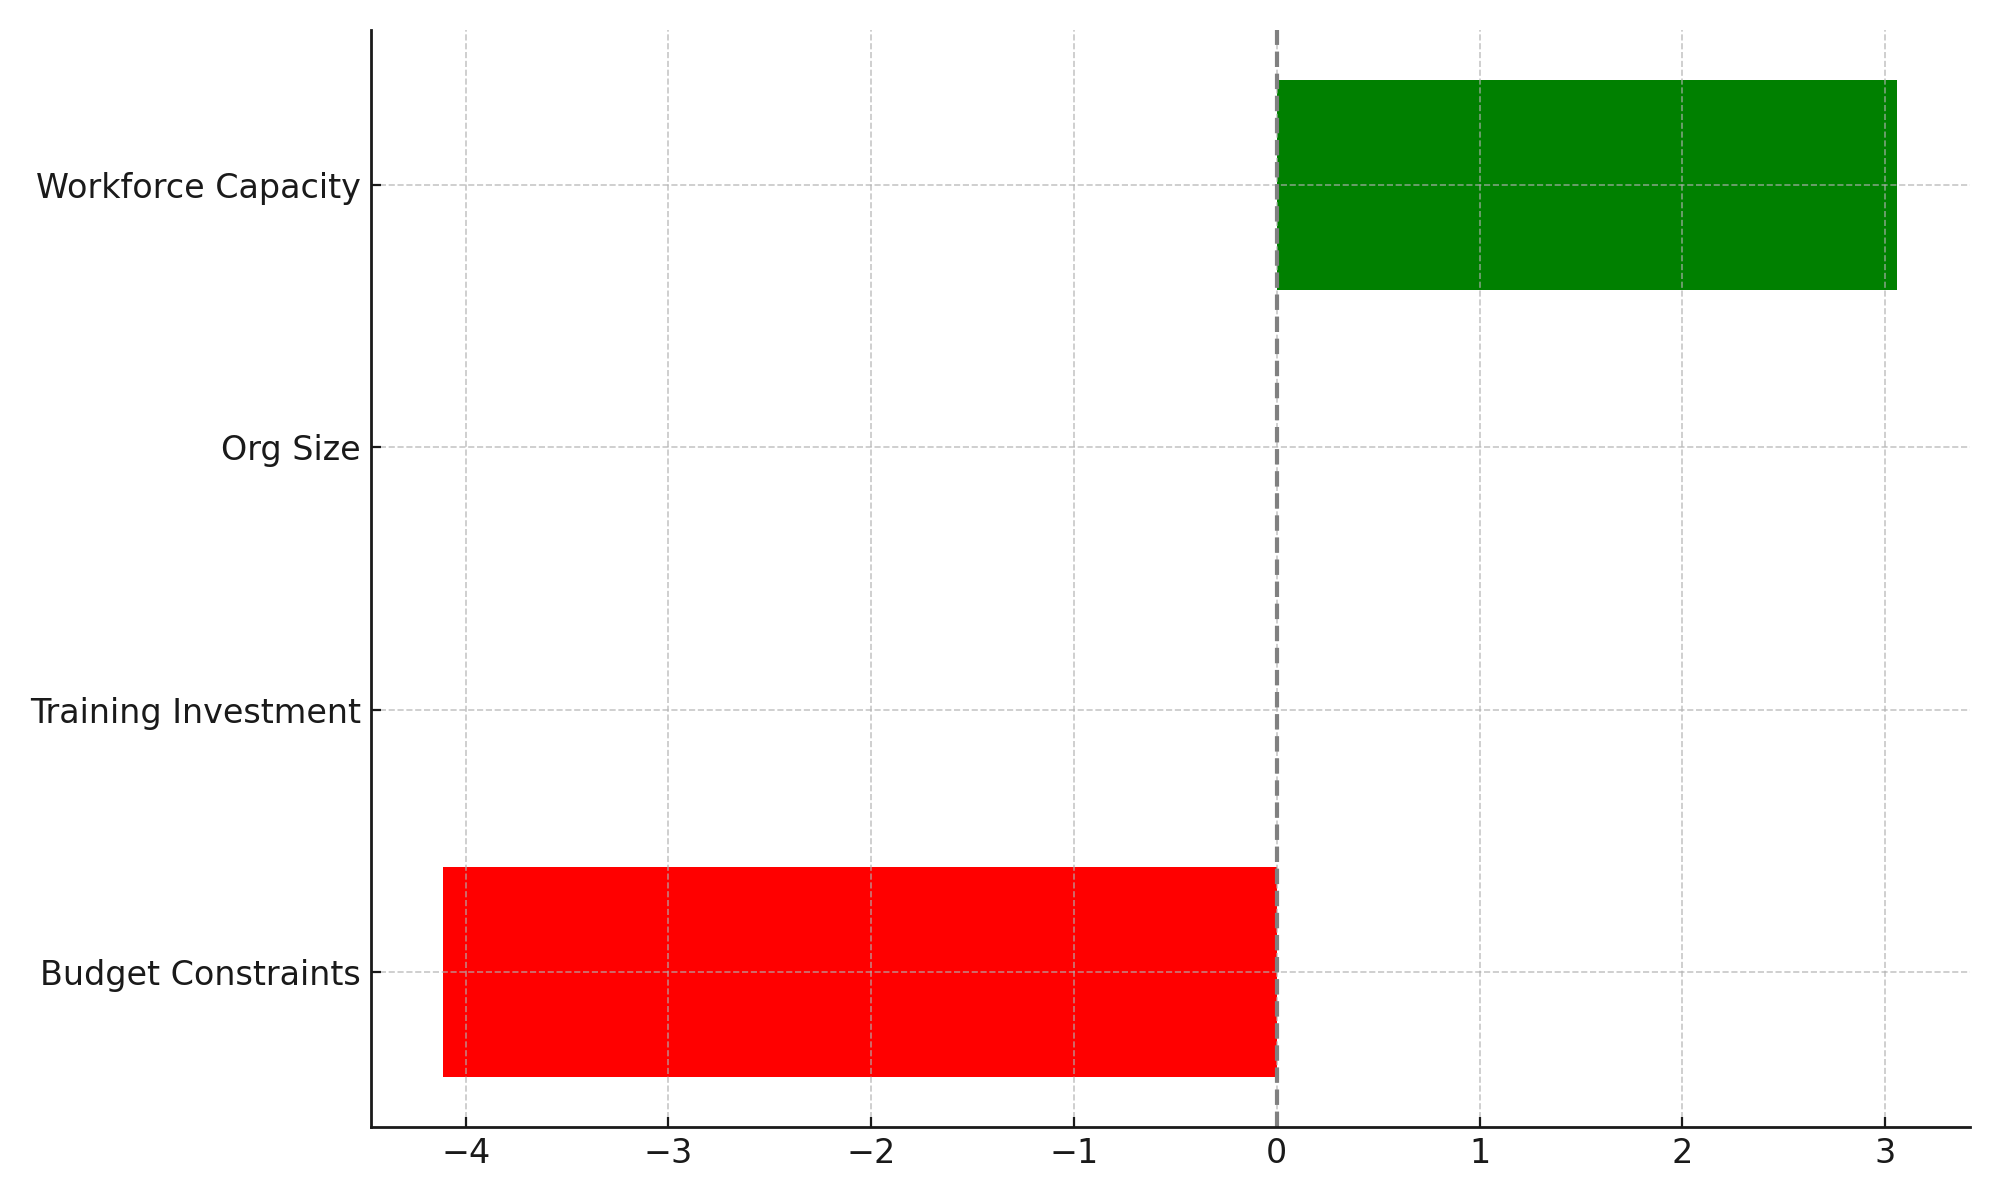 Workforce Capacity
Org Size
Training Investment
Budget Constraints
−4 −3 −2 −1 0 1 2 3